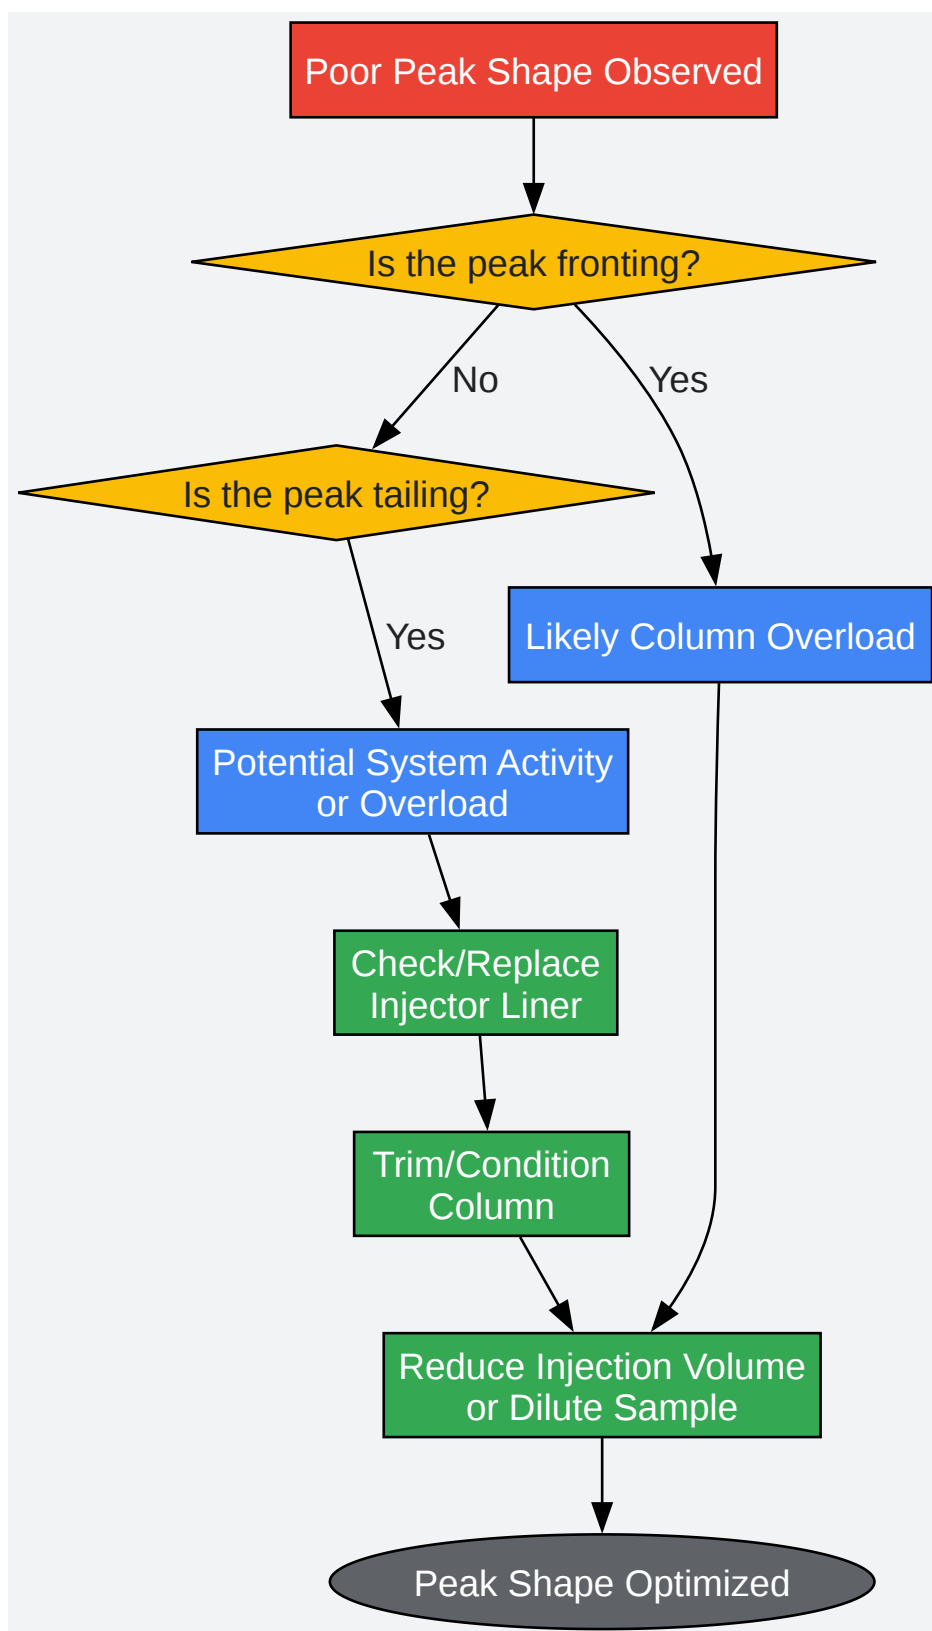 Poor Peak Shape Observed
Is the peak fronting?
No
Yes
Is the peak tailing?
Yes
Likely Column Overload
Potential System Activity
or Overload
Check/Replace
Injector Liner
Trim/Condition
Column
Reduce Injection Volume
or Dilute Sample
Peak Shape Optimized